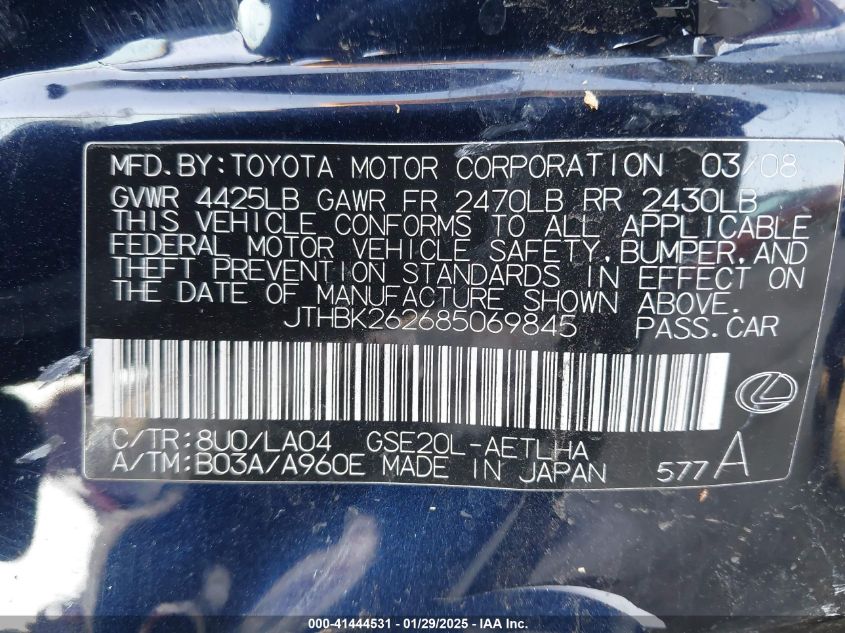 MFD.BY:TOYOTA MOTOR CORPORATION 03/08
GVWR 4425LB GAWR FR 2470LB RR 2430LB
THIS VEHICLE CONFORMS TO ALL APPLICABLE
FEDERAL MOTOR VEHICLE SAFETY,BUMPER,AND
THEFT PREVENTION STANDARDS IN EFFECT ON
THE DATE OF MANUFACTURE SHOWN ABOVE.
JTHBK262685069845 PASS.CAR
C/TR:8U0/LA04 GSE20L-AETLHA
A/TM:B03A/A960E MADE IN JAPAN 577A
000-41444531 - 01/29/2025 - IAA Inc.